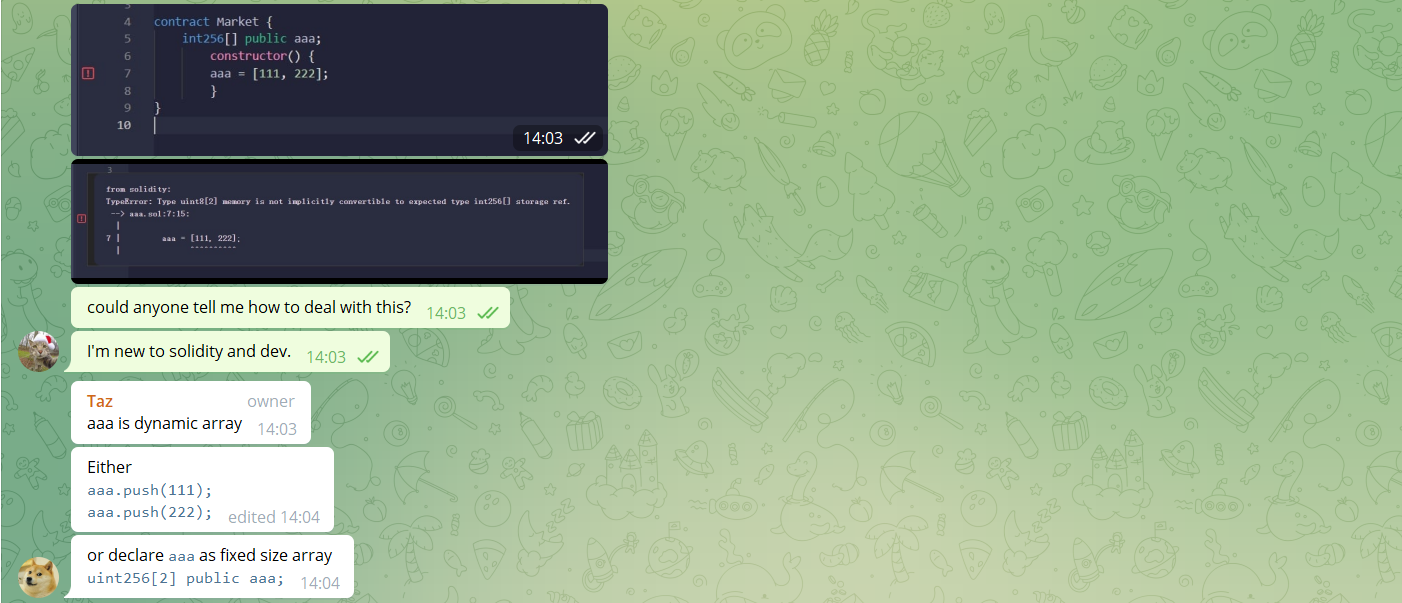 3
4 contract Market {
5 int256[] public aaa;
6 constructor() {
7 aaa = [111, 222];
8 }
9 }
10
14:03
3
from solidity:
TypeError: Type uint8[2] memory is not implicitly convertible to expected type int256[] storage ref.
--> aaa.sol:7:15:
|
7 | aaa = [111, 222];
| ----------
could anyone tell me how to deal with this? 14:03
I'm new to solidity and dev. 14:03
Taz owner
aaa is dynamic array 14:03
Either
aaa.push(111);
aaa.push(222); edited 14:04
or declare aaa as fixed size array
uint256[2] public aaa; 14:04